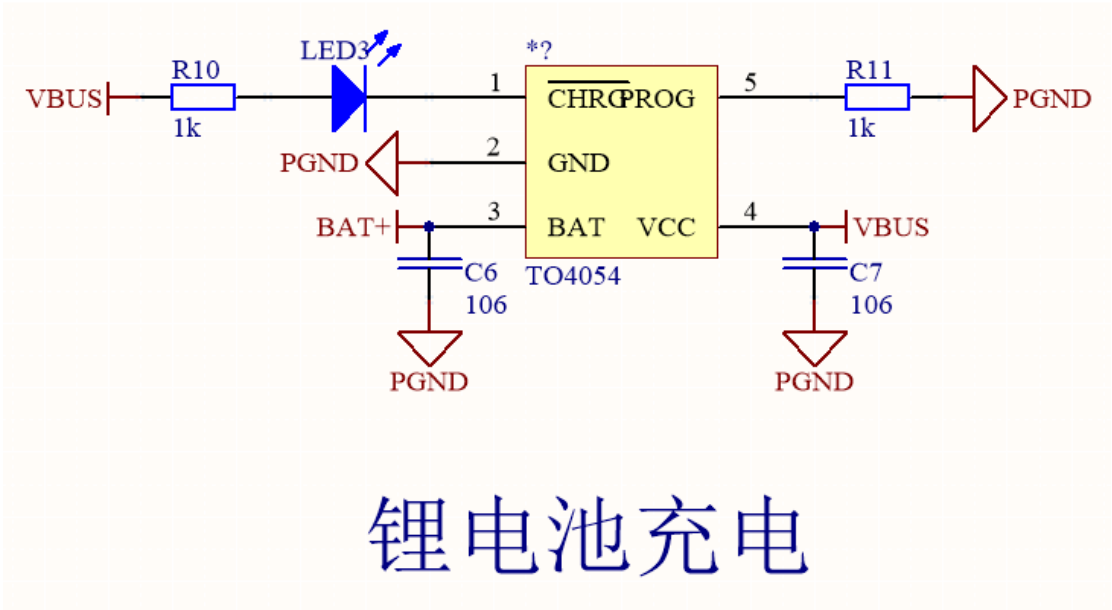 LED3
*?
R10
R11
VBUS
1
CHRG
PROG
5
PGND
1k
1k
PGND
2
GND
BAT+
3
BAT
VCC
4
VBUS
C6
TO4054
C7
106
106
PGND
PGND
锂电池充电